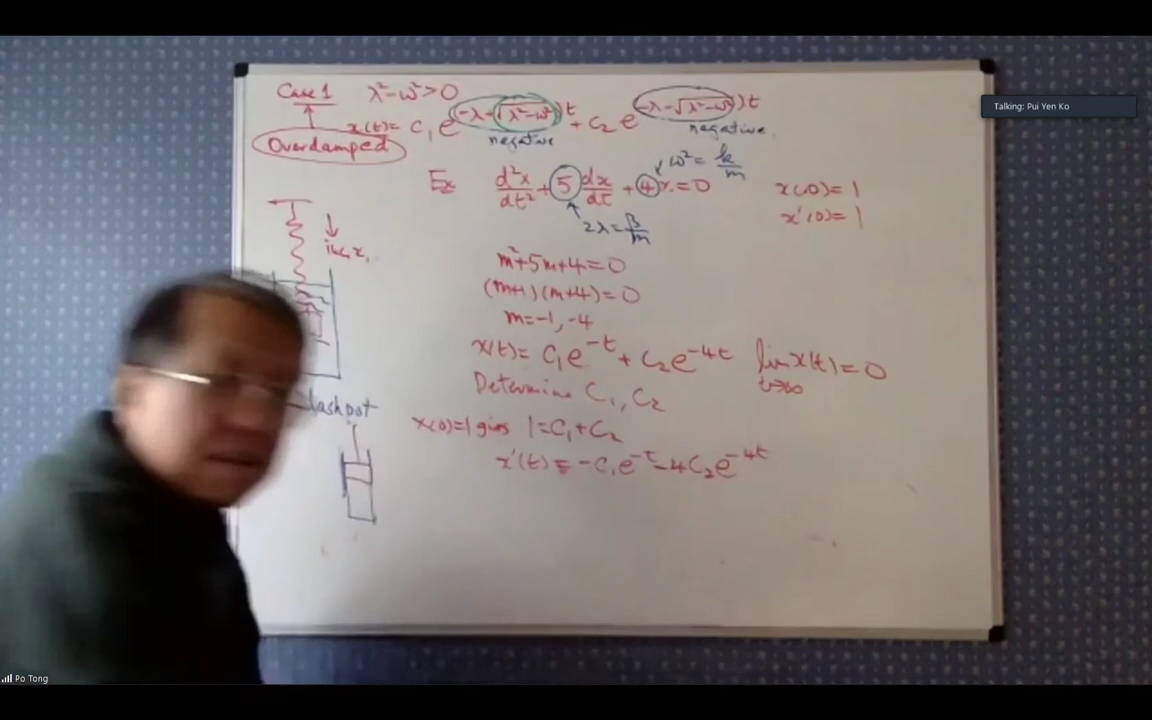 Case 1 λ²-ω²>0
x(t)= C₁e^(-λ+√(λ²-ω²))t + C₂e^(-λ-√(λ²-ω²))t
negative negative
Overdamped
Talking: Pui Yen Ko
Ex d²x/dt² + 5 dx/dt + 4x=0
ω²= k/m
2λ= β/m
x(0)= 1
x'(0)= 1
m²+5m+4=0
(m+1)(m+4)=0
m=-1,-4
x(t)= C₁e^-t + C₂e^-4t lim x(t)=0
t→∞
Determine C₁, C₂
dashpot
x(0)=1 gives 1=C₁+C₂
x'(t)= -C₁e^-t-4C₂e^-4t
Po Tong